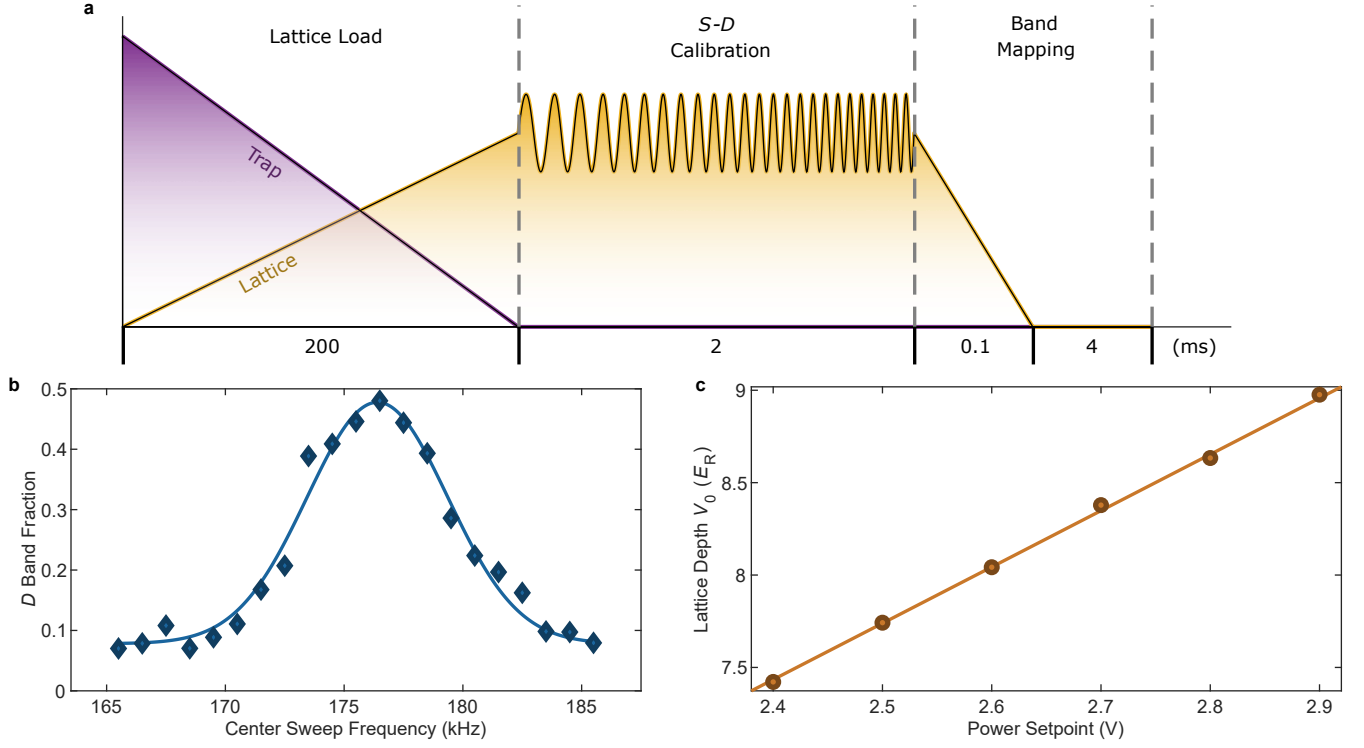 a
Lattice Load
S-D
Calibration
Band
Mapping
Trap
Lattice
200
2
0.1
4
(ms)
b
0.5
0.4
0.3
0.2
0.1
0
D Band Fraction
165
170
175
180
185
Center Sweep Frequency (kHz)
c
9
8.5
8
7.5
Lattice Depth V0 (ER)
2.4
2.5
2.6
2.7
2.8
2.9
Power Setpoint (V)